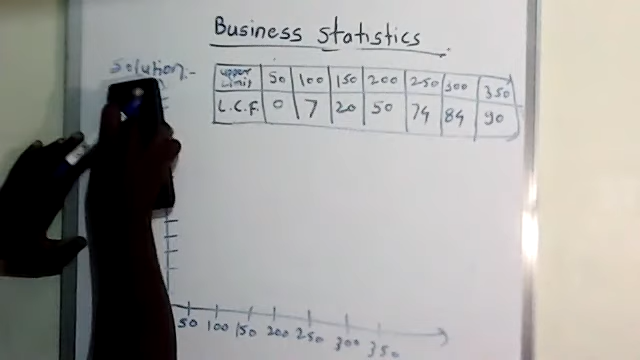 Business Statistics
Solution:-
upper limit 50 100 150 200 250 300 350
L.C.F. 0 7 20 50 74 84 90
50 100 150 200 250 300 350